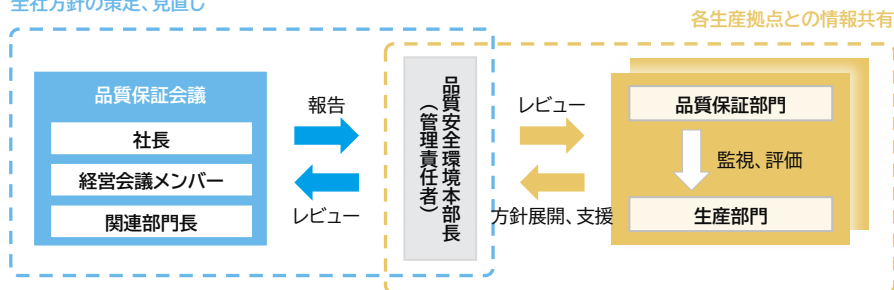 全社方針の策定、見直し
各生産拠点との情報共有
品質保証会議
社長
経営会議メンバー
関連部門長
報告
レビュー
品質安全環境本部長
（管理責任者）
レビュー
方針展開、支援
品質保証部門
監視、評価
生産部門